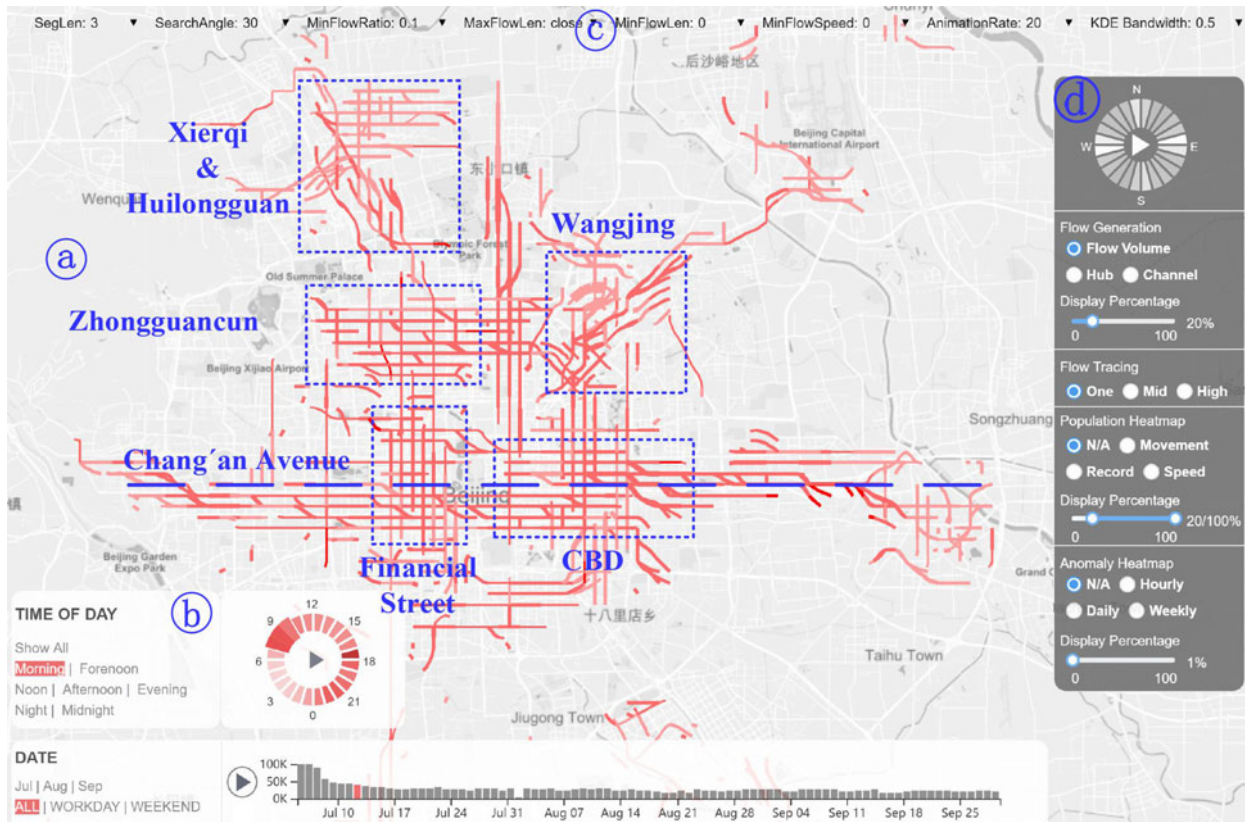 SegLen: 3 ▼ SearchAngle: 30 ▼ MinFlowRatio: 0.1 ▼ MaxFlowLen: close ▼ MinFlowLen: 0 ▼ MinFlowSpeed: 0 ▼ AnimationRate: 20 ▼ KDE Bandwidth: 0.5 ▼
c
后沙峪地区
d
N
W E
S
Xierqi
&
Huilongguan
Beijing Capital
International Airport
东小口镇
Wangjing
Olympic Forest
Park
a
Old Summer Palace
Zhongguancun
Beijing Xijiao Airport
Flow Generation
Flow Volume
Hub Channel
Display Percentage
0 100 20%
Flow Tracing
One Mid High
Songzhuang
Population Heatmap
N/A Movement
Record Speed
Display Percentage
0 100 20/100%
Chang´an Avenue
Beijing
镇
Beijing Garden
Expo Park
Financial
Street
CBD
十八里店乡
Anomaly Heatmap
N/A Hourly
Daily Weekly
Display Percentage
0 100 1%
Taihu Town
Jiugong Town
TIME OF DAY
b
Show All
Morning | Forenoon
Noon | Afternoon | Evening
Night | Midnight
12
9 15
6 18
3 21
0
DATE
Jul | Aug | Sep
ALL | WORKDAY | WEEKEND
100K
50K
0K
Jul 10 Jul 17 Jul 24 Jul 31 Aug 07 Aug 14 Aug 21 Aug 28 Sep 04 Sep 11 Sep 18 Sep 25